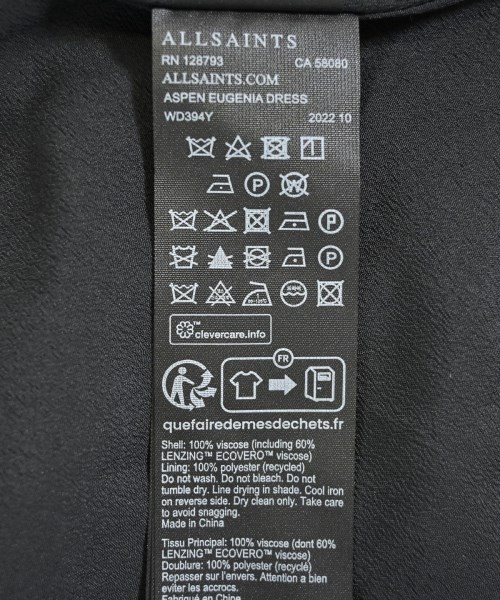 ALLSAINTS
RN 128793 CA 58080
ALLSAINTS.COM
ASPEN EUGENIA DRESS
WD394Y 2022 10
P W
P
P
clevercare.info
FR
quefairedemesdechets.fr
Shell: 100% viscose (including 60%
LENZING™ ECOVERO™ viscose)
Lining: 100% polyester (recycled)
Do not wash. Do not bleach. Do not
tumble dry. Line drying in shade. Cool iron
on reverse side. Dry clean only. Take care
to avoid snagging.
Made in China
Tissu Principal: 100% viscose (dont 60%
LENZING™ ECOVERO™ viscose)
Doublure: 100% polyester (recyclé)
Repasser sur l'envers. Attention a bien
eviter les accrocs.
Fabriqué en Chine